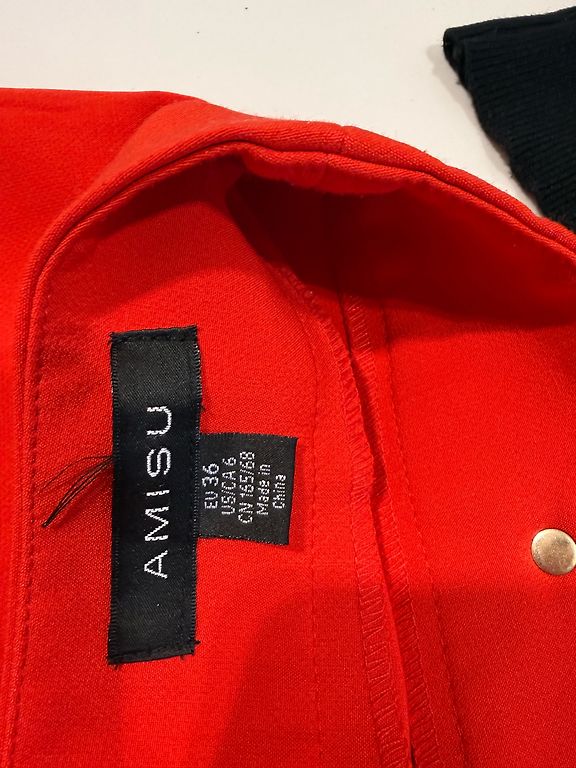 AMISU
EU 36
US/CA 6
CN 165/68
Made in
China